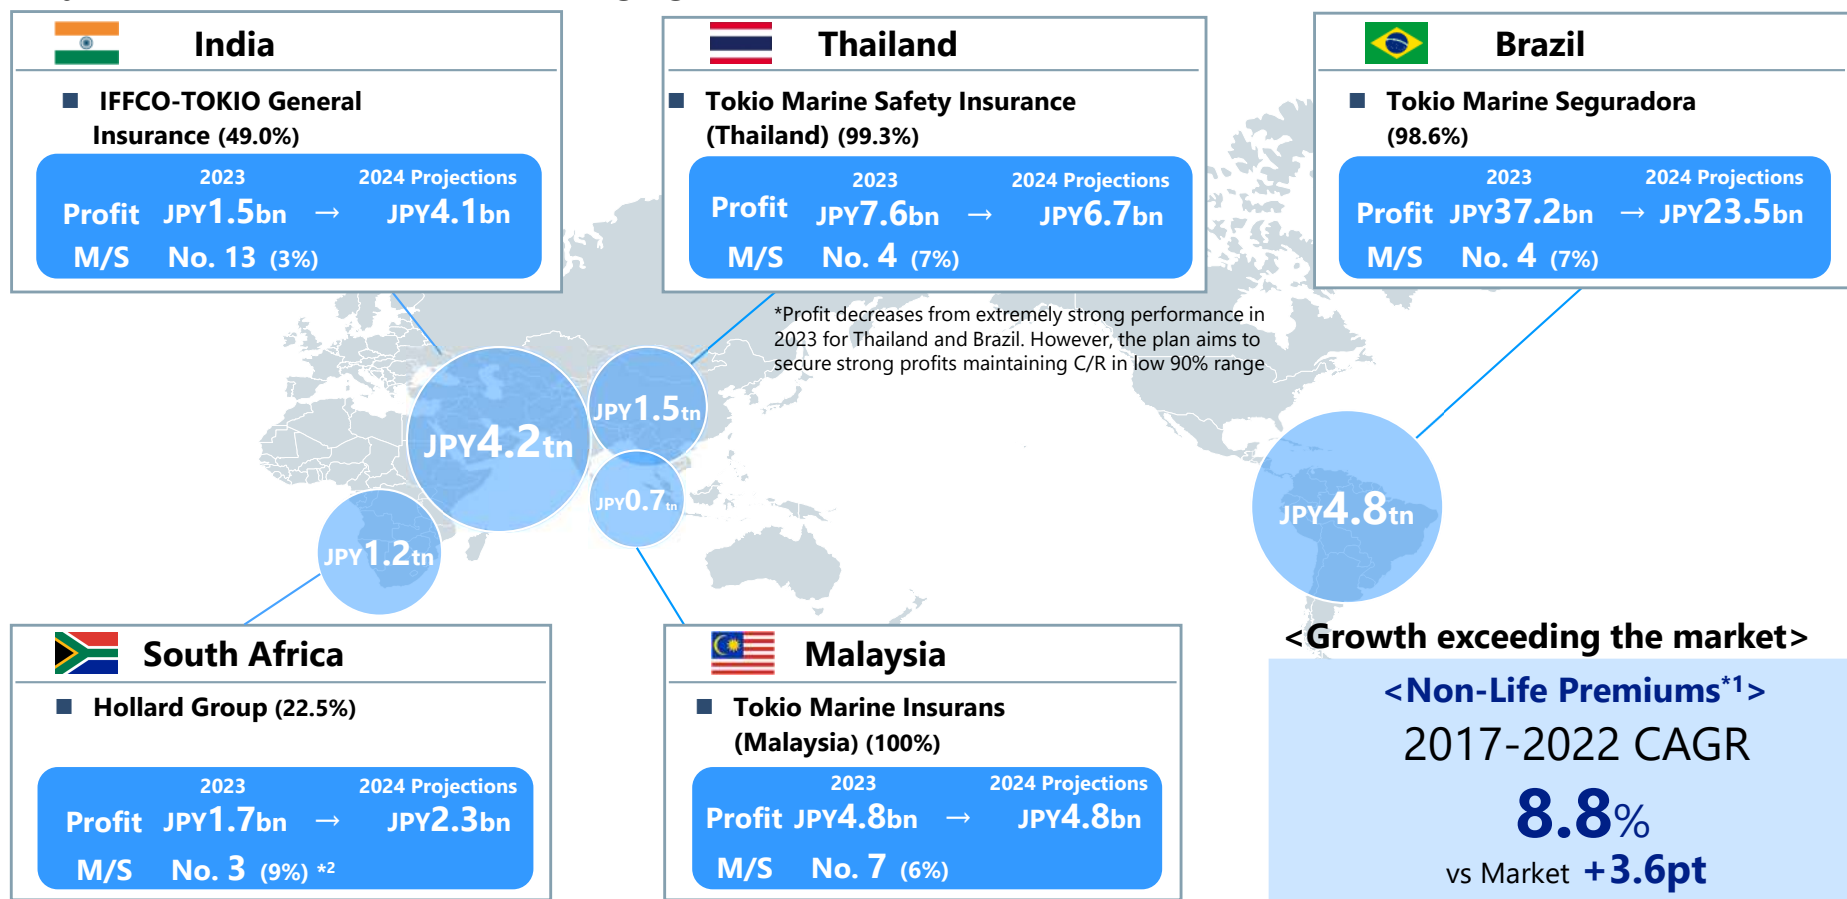 India
IFFCO-TOKIO General
Insurance (49.0%)
2023 2024 Projections
Profit JPY1.5bn → JPY4.1bn
M/S No. 13 (3%)
Thailand
Tokio Marine Safety Insurance
(Thailand) (99.3%)
2023 2024 Projections
Profit JPY7.6bn → JPY6.7bn
M/S No. 4 (7%)
Brazil
Tokio Marine Seguradora
(98.6%)
2023 2024 Projections
Profit JPY37.2bn → JPY23.5bn
M/S No. 4 (7%)
*Profit decreases from extremely strong performance in
2023 for Thailand and Brazil. However, the plan aims to
secure strong profits maintaining C/R in low 90% range
JPY4.2tn
JPY1.5tn
JPY0.7tn
JPY1.2tn
JPY4.8tn
South Africa
Hollard Group (22.5%)
2023 2024 Projections
Profit JPY1.7bn → JPY2.3bn
M/S No. 3 (9%) *2
Malaysia
Tokio Marine Insurans
(Malaysia) (100%)
2023 2024 Projections
Profit JPY4.8bn → JPY4.8bn
M/S No. 7 (6%)
<Growth exceeding the market>
<Non-Life Premiums*1>
2017-2022 CAGR
8.8%
vs Market +3.6pt